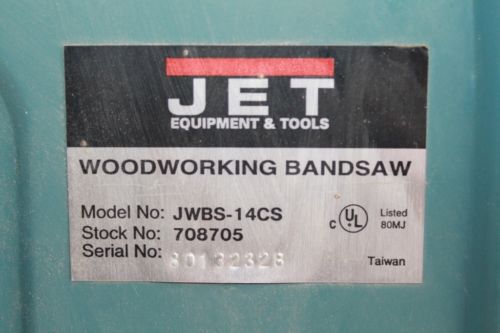 JET
EQUIPMENT & TOOLS
WOODWORKING BANDSAW
Model No: JWBS-14CS
Stock No: 708705
Serial No:
C UL Listed
80MJ
Taiwan